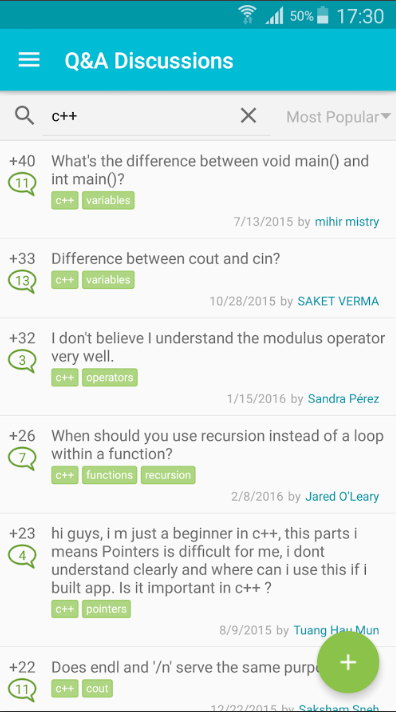 50% 17:30
Q&A Discussions
c++ Most Popular
+40 What's the difference between void main() and
11 int main()?
c++ variables
7/13/2015 by mihir mistry
+33 Difference between cout and cin?
13 c++ variables
10/28/2015 by SAKET VERMA
+32 I don't believe I understand the modulus operator
3 very well.
c++ operators
1/15/2016 by Sandra Pérez
+26 When should you use recursion instead of a loop
7 within a function?
c++ functions recursion
2/8/2016 by Jared O'Leary
+23 hi guys, i m just a beginner in c++, this parts i
4 means Pointers is difficult for me, i dont
understand clearly and where can i use this if i
built app. Is it important in c++ ?
c++ pointers
8/9/2015 by Tuang Hau Mun
+22 Does endl and '/n' serve the same
11 c++ cout
12/22/2015 by Saksham